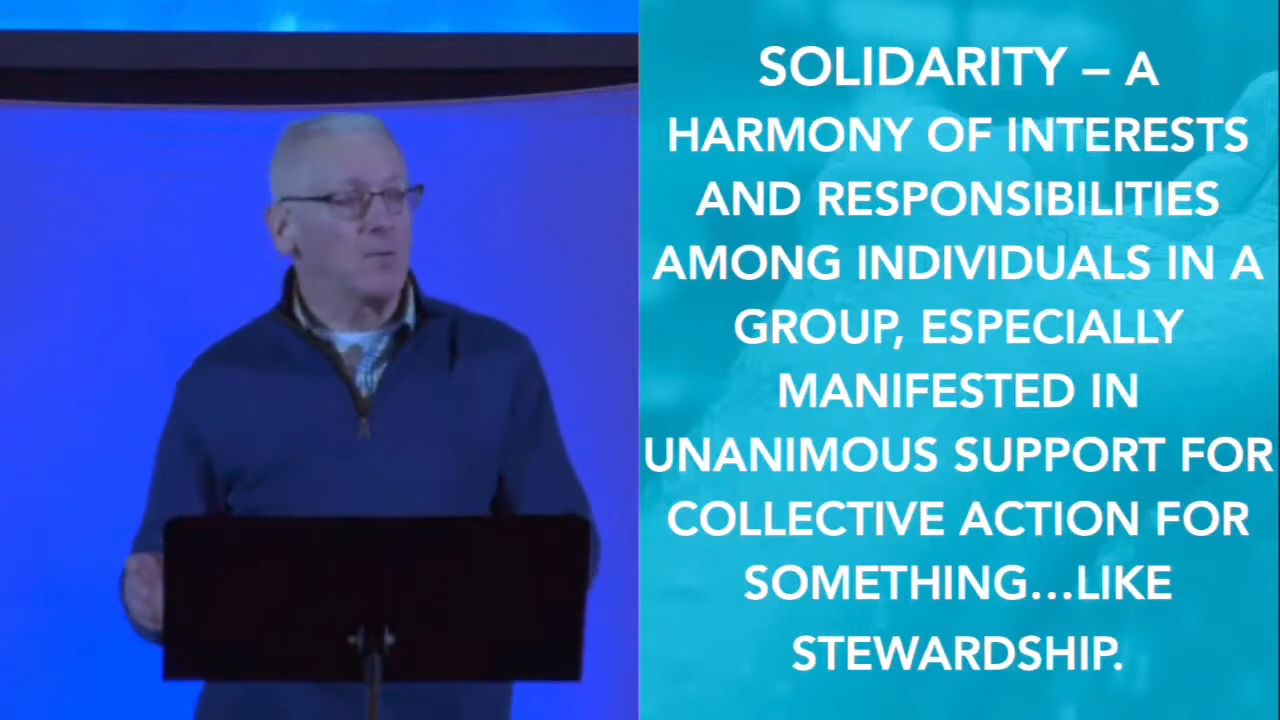 SOLIDARITY – A
HARMONY OF INTERESTS
AND RESPONSIBILITIES
AMONG INDIVIDUALS IN A
GROUP, ESPECIALLY
MANIFESTED IN
UNANIMOUS SUPPORT FOR
COLLECTIVE ACTION FOR
SOMETHING...LIKE
STEWARDSHIP.